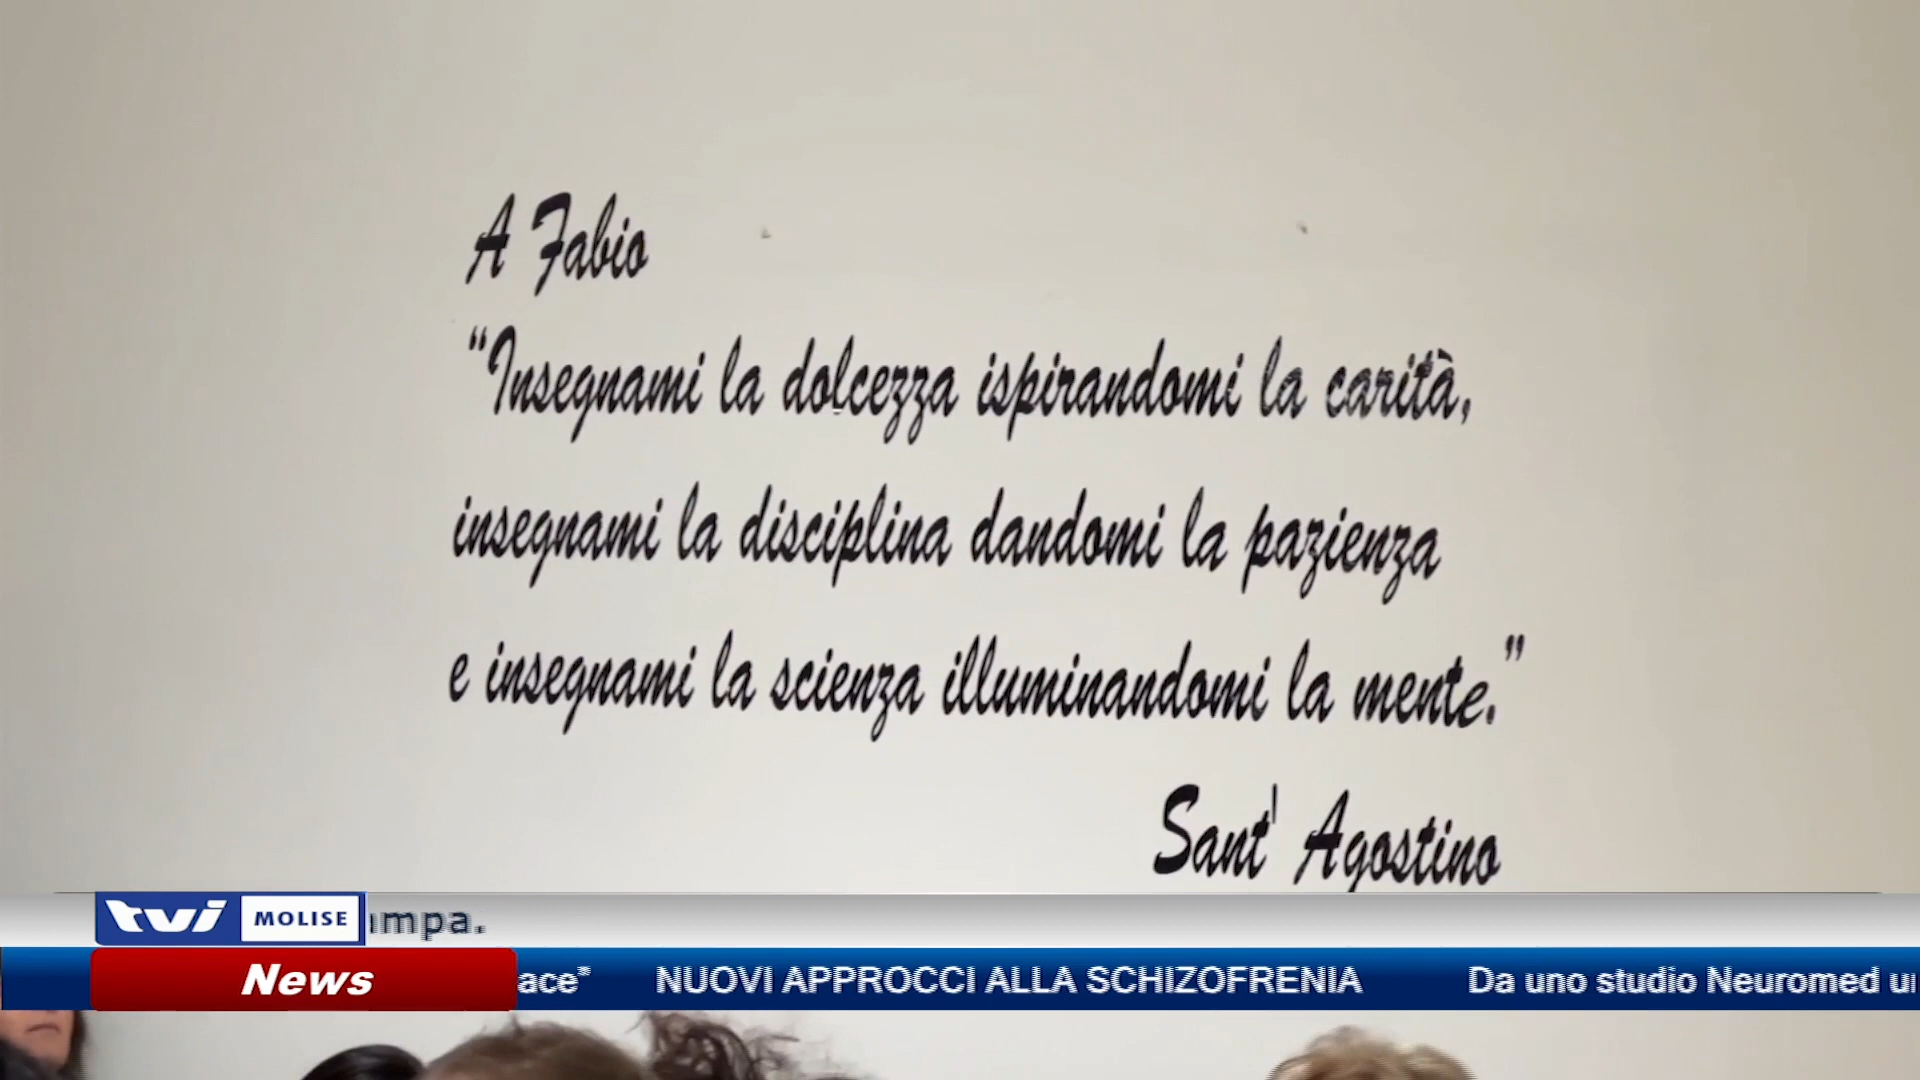 A Fabio
“Insegnami la dolcezza ispirandomi la carità,
insegnami la disciplina dandomi la pazienza
e insegnami la scienza illuminandomi la mente.”
Sant' Agostino
tvi MOLISE
News
NUOVI APPROCCI ALLA SCHIZOFRENIA Da uno studio Neuromed